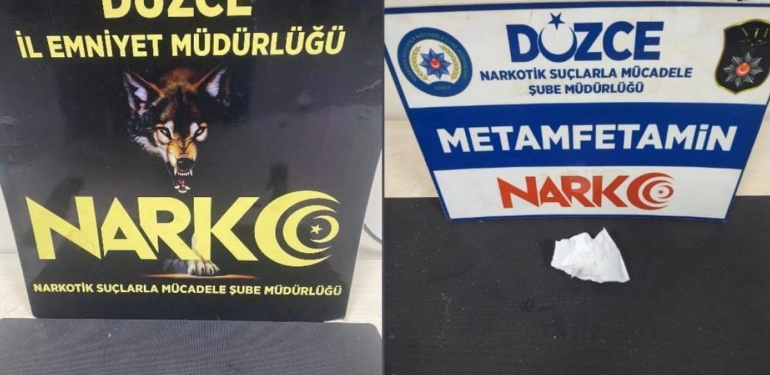 DÜZCE
İL EMNİYET MÜDÜRLÜĞÜ
NARKO
NARKOTİK SUÇLARLA MÜCADELE ŞUBE MÜDÜRLÜĞÜ
DÜZCE
NARKOTİK SUÇLARLA MÜCADELE
ŞUBE MÜDÜRLÜĞÜ
METAMFETAMİN
NARKO